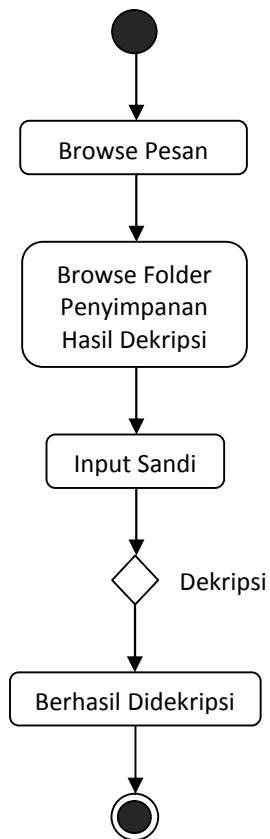 Browse Pesan
Browse Folder
Penyimpanan
Hasil Dekripsi
Input Sandi
Dekripsi
Berhasil Didekripsi